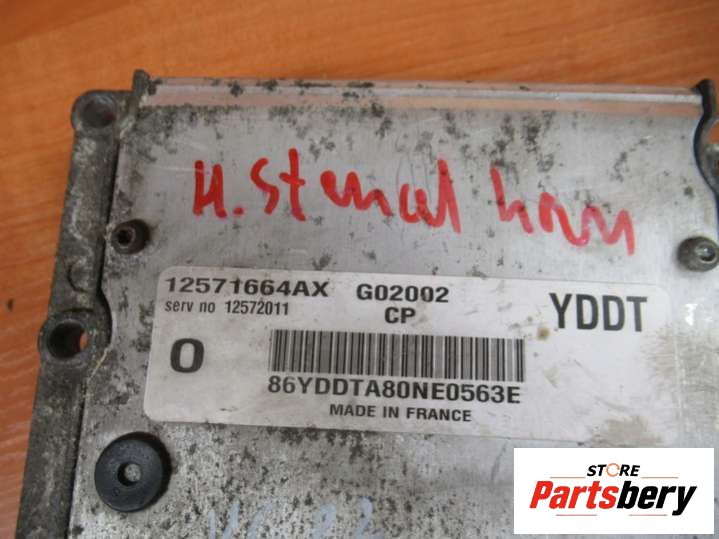 12571664AX G02002 YDDT
serv no 12572011 CP
O
86YDDTA80NE0563E
MADE IN FRANCE
STORE
Partsbery